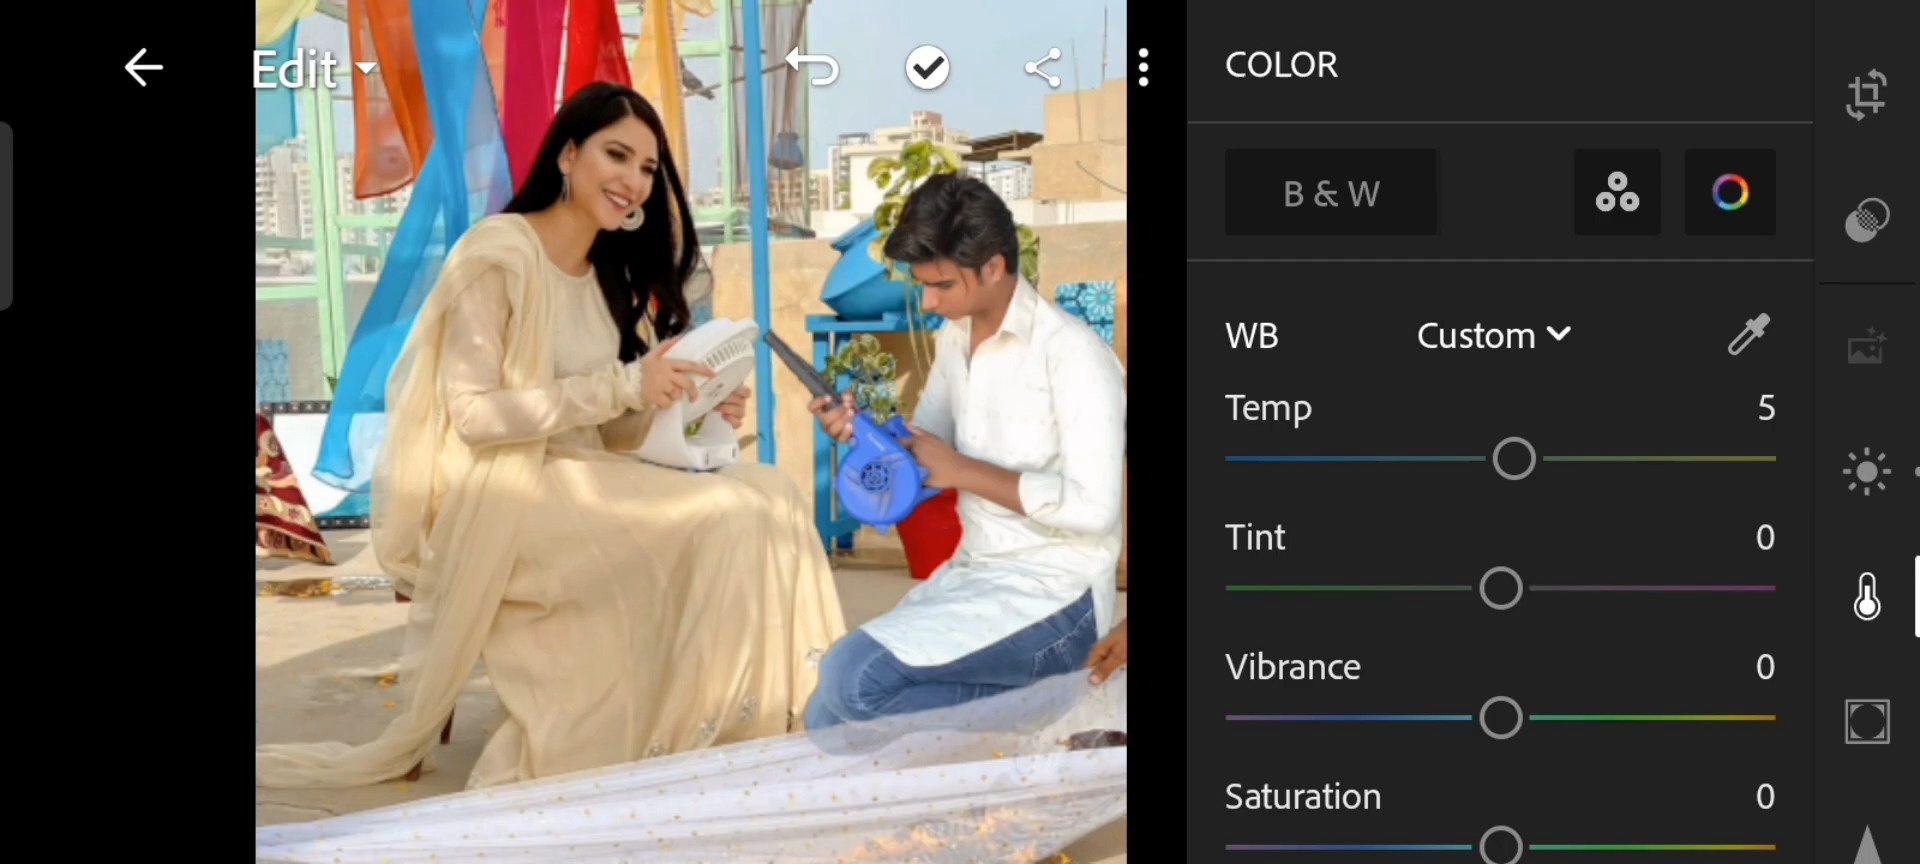 Edit
COLOR
B & W
WB
Custom
Temp
5
Tint
0
Vibrance
0
Saturation
0